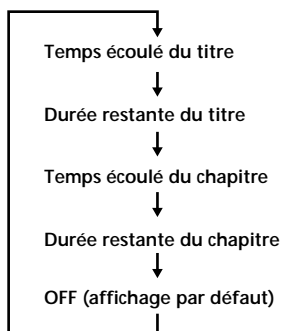 Temps écoulé du titre
Durée restante du titre
Temps écoulé du chapitre
Durée restante du chapitre
OFF (affichage par défaut)